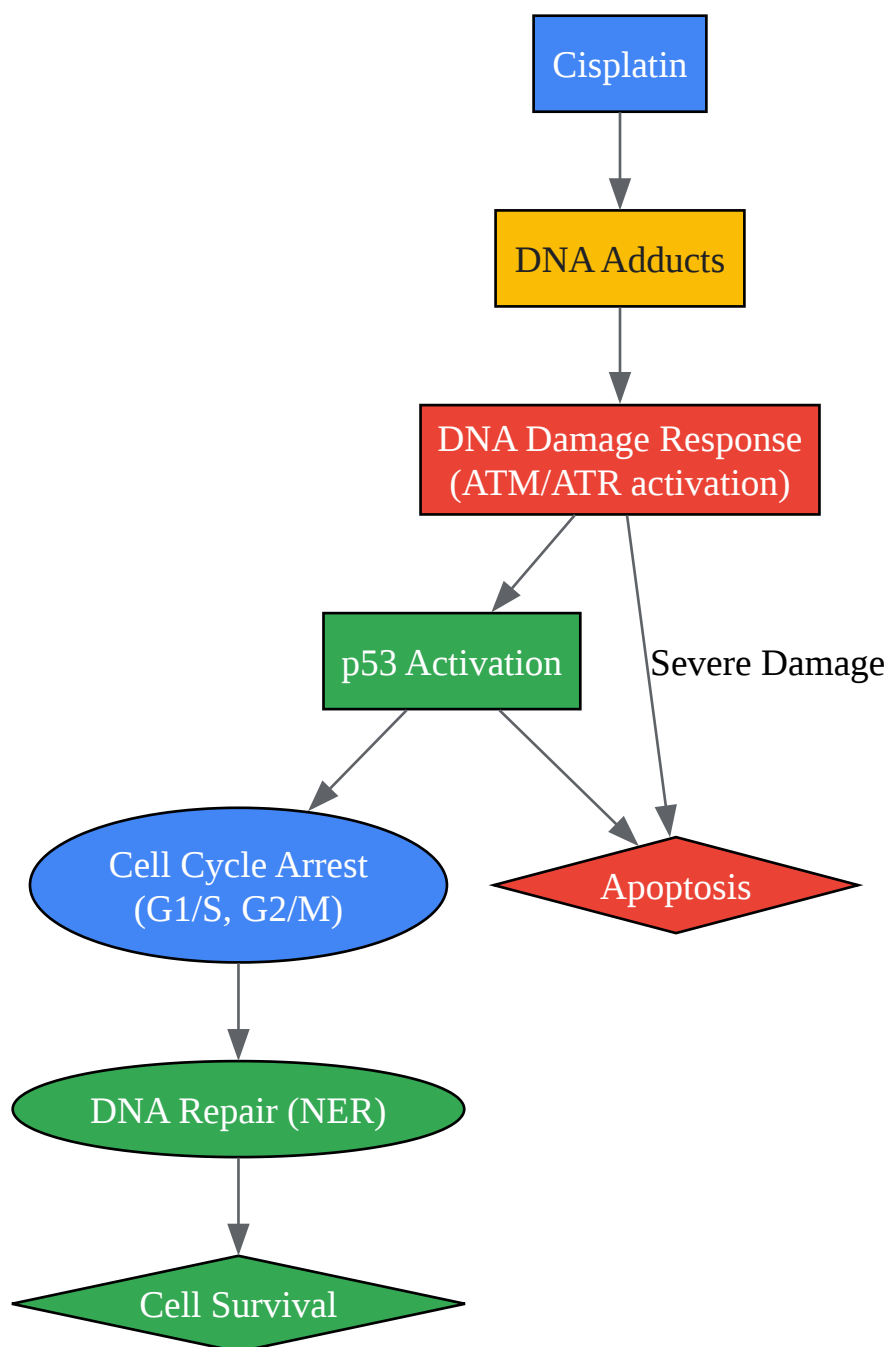 Cisplatin
DNA Adducts
DNA Damage Response
(ATM/ATR activation)
p53 Activation
Severe Damage
Cell Cycle Arrest
(G1/S, G2/M)
Apoptosis
DNA Repair (NER)
Cell Survival